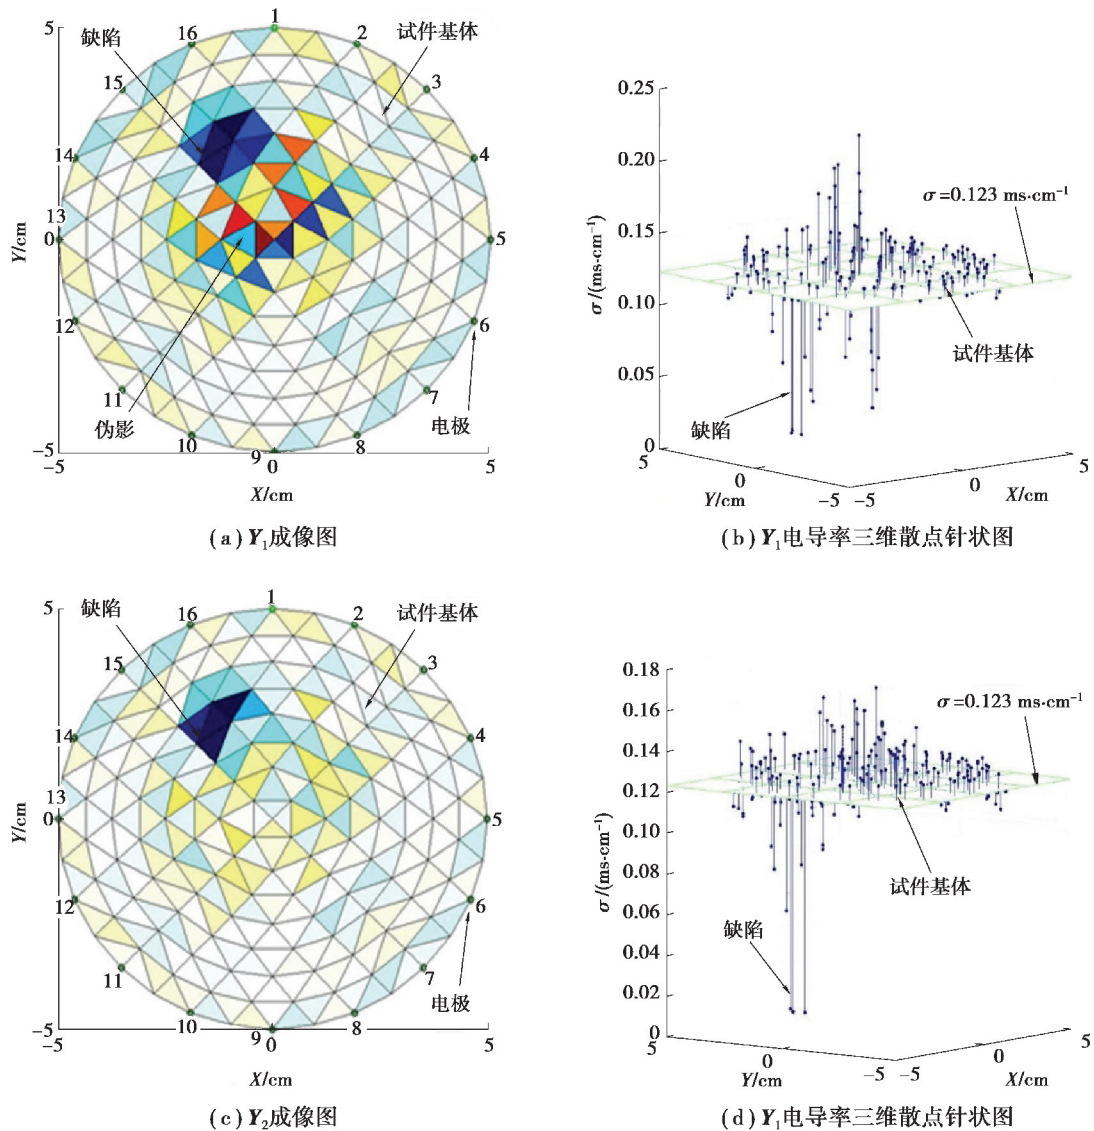 5
1
16
2
缺陷
试件基体
15
3
14
4
13
0
5
Y/cm
12
6
11
7
伪影
电极
10
8
-5
9
-5
0
5
X/cm
(a) Y₁成像图
0.25
0.20
σ=0.123 ms·cm⁻¹
0.15
σ/(ms·cm⁻¹)
0.10
试件基体
0.05
缺陷
0
5
5
0
0
Y/cm
-5
-5
X/cm
(b) Y₁电导率三维散点针状图
5
1
16
2
缺陷
试件基体
15
3
14
4
13
0
5
Y/cm
12
6
11
7
电极
10
8
-5
9
-5
0
5
X/cm
(c) Y₂成像图
0.18
0.16
σ=0.123 ms·cm⁻¹
0.14
0.12
0.10
σ/(ms·cm⁻¹)
0.08
试件基体
0.06
0.04
缺陷
0.02
0
5
5
0
0
Y/cm
-5
-5
X/cm
(d) Y₁电导率三维散点针状图